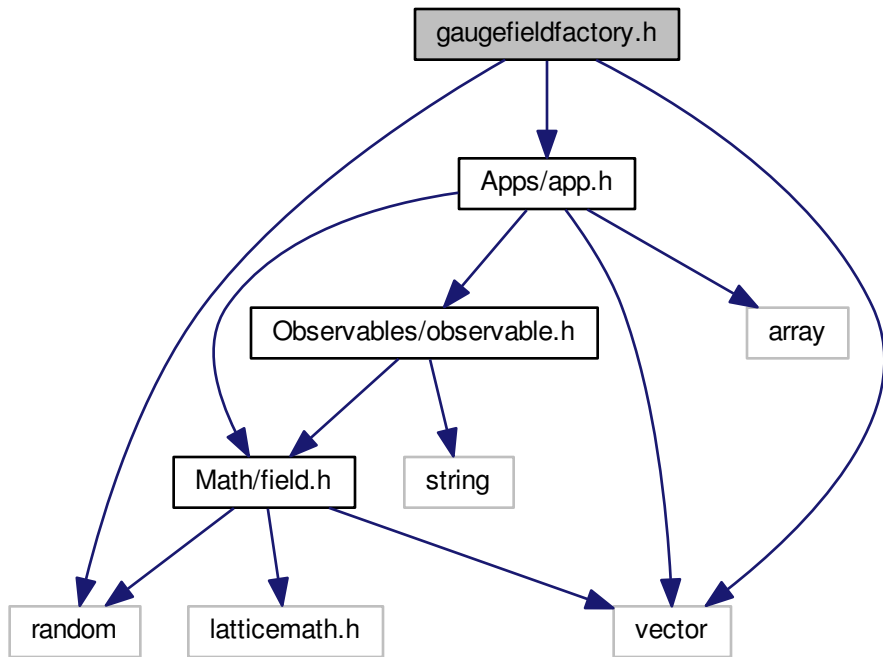 gaugefieldfactory.h
Apps/app.h
Observables/observable.h
array
Math/field.h
string
random
latticemath.h
vector